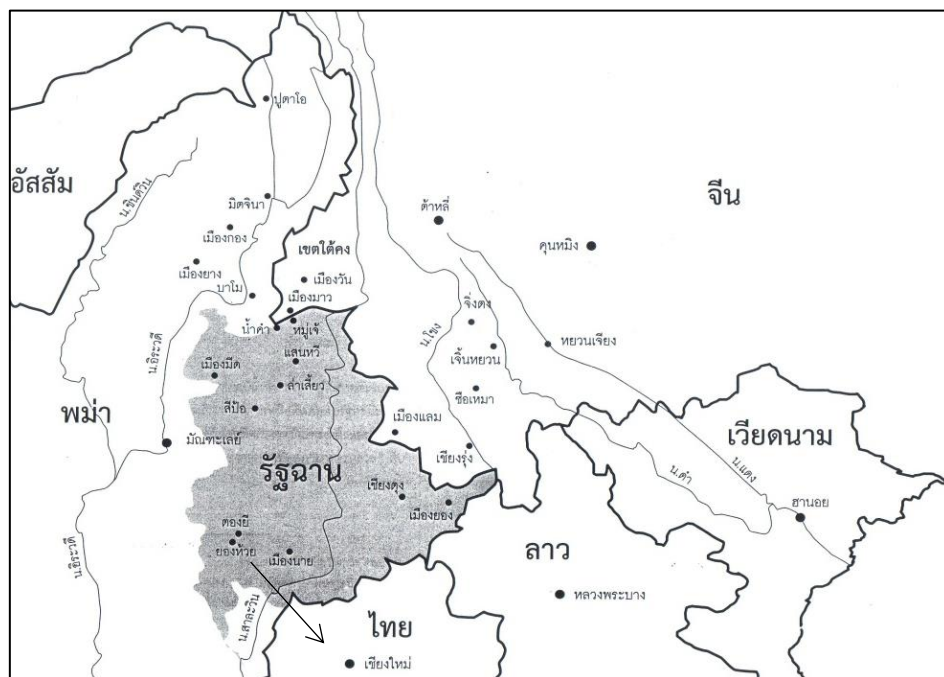 ปูตาโอ
อัสสัม
น.ชินด์วิน
มิตจีนา
จีน
ต้าหลี่
เมืองกอง
คุนหมิง
เขตใต้คง
เมืองยาง
เมืองวัน
บาโม
เมืองมาว
จิ่งตง
น้ำคำ
หมู่เจ้
น.โขง
หยวนเจียง
แสนหวี
เจิ้นหยวน
น.อิระวดี
เมืองมีด
ล่าเสี้ยว
ซือเหมา
พม่า
สีป้อ
เมืองแลม
เวียดนาม
มัณฑะเลย์
เชียงรุ่ง
รัฐฉาน
น.แดง
น.ดำ
เชียงตุง
เมืองยอง
ฮานอย
ตองยี
ยองห้วย
เมืองนาย
ลาว
น.อิระวดี
น.สาละวิน
หลวงพระบาง
ไทย
เชียงใหม่